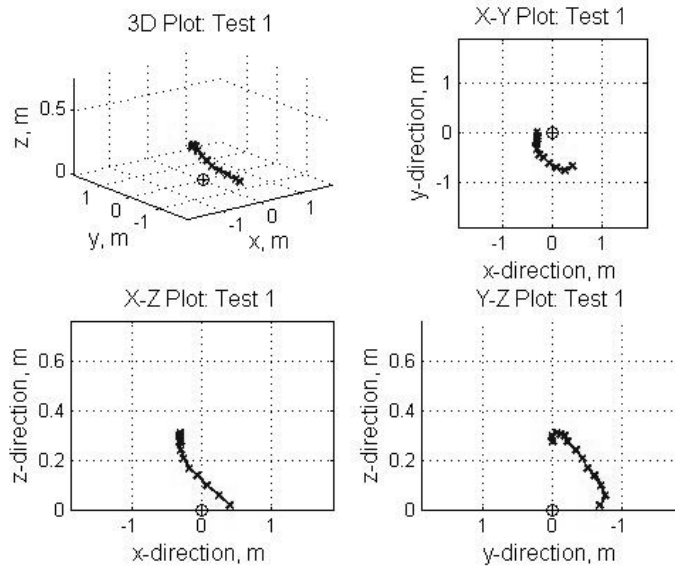 3D Plot: Test 1
z, m
0.5
0
1
0
-1
y, m
-1
0
1
x, m
X-Y Plot: Test 1
y-direction, m
1
0
-1
-1
0
1
x-direction, m
X-Z Plot: Test 1
z-direction, m
0.6
0.4
0.2
0
-1
0
1
x-direction, m
Y-Z Plot: Test 1
z-direction, m
0.6
0.4
0.2
0
1
0
-1
y-direction, m